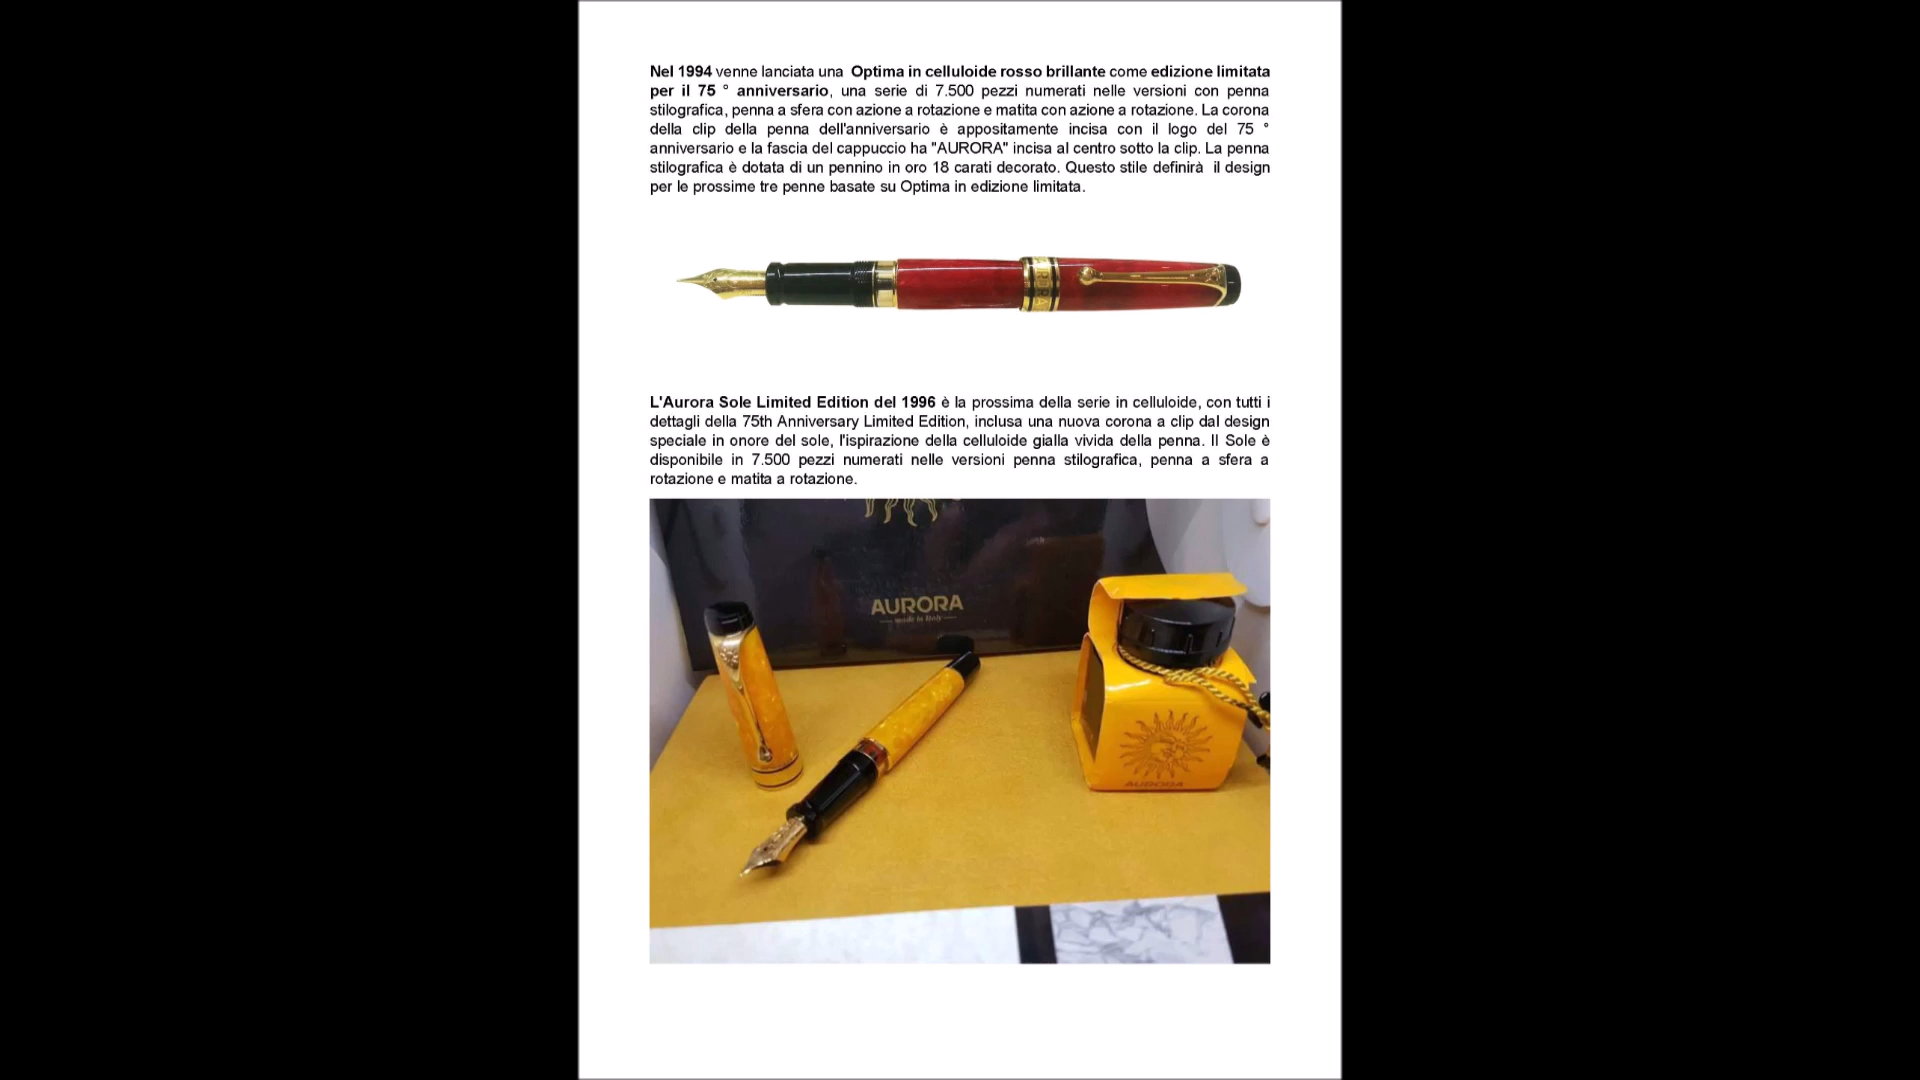 Nel 1994 venne lanciata una  Optima in celluloide rosso brillante come edizione limitata
per il 75 ° anniversario, una serie di 7.500 pezzi numerati nelle versioni con penna
stilografica, penna a sfera con azione a rotazione e matita con azione a rotazione. La corona
della clip della penna dell'anniversario è appositamente incisa con il logo del 75 °
anniversario e la fascia del cappuccio ha "AURORA" incisa al centro sotto la clip. La penna
stilografica è dotata di un pennino in oro 18 carati decorato. Questo stile definirà  il design
per le prossime tre penne basate su Optima in edizione limitata.
L'Aurora Sole Limited Edition del 1996 è la prossima della serie in celluloide, con tutti i
dettagli della 75th Anniversary Limited Edition, inclusa una nuova corona a clip dal design
speciale in onore del sole, l'ispirazione della celluloide gialla vivida della penna. Il Sole è
disponibile in 7.500 pezzi numerati nelle versioni penna stilografica, penna a sfera a
rotazione e matita a rotazione.
AURORA
made in Italy
AURORA